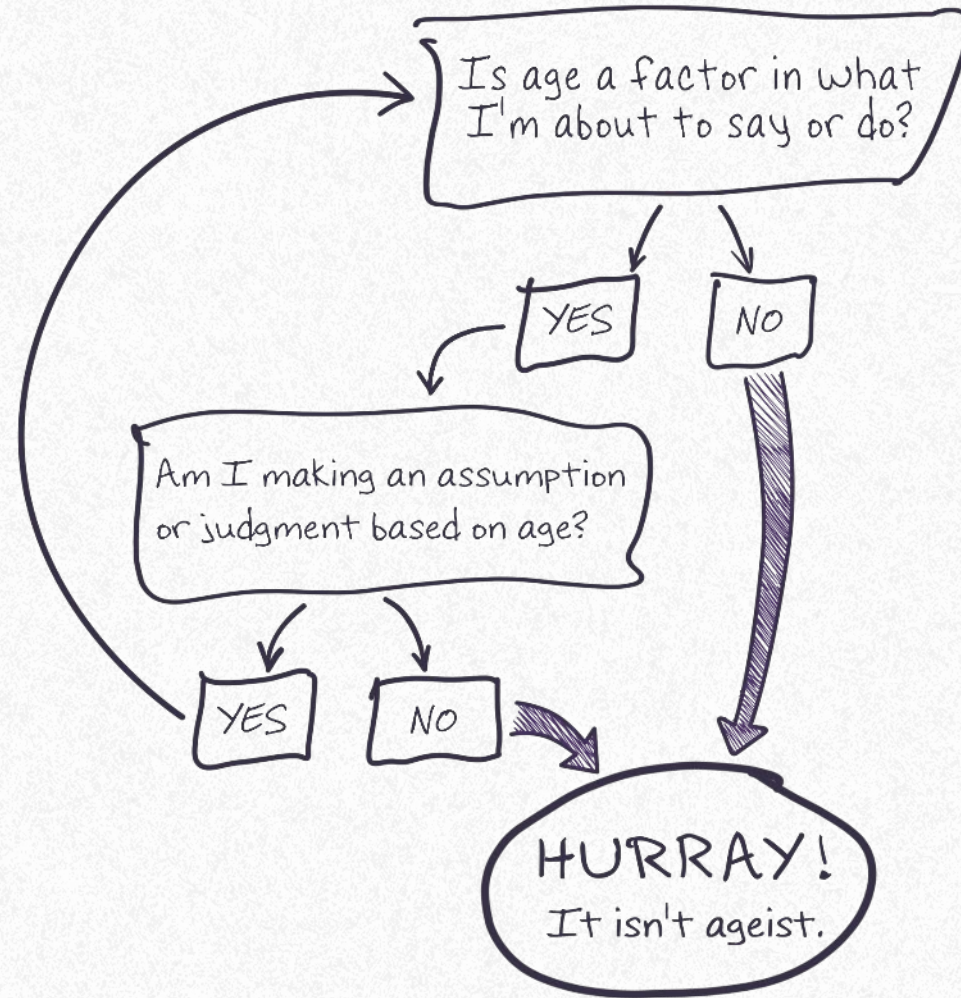 Is age a factor in what
I'm about to say or do?
YES
NO
Am I making an assumption
or judgment based on age?
YES
NO
HURRAY!
It isn't ageist.